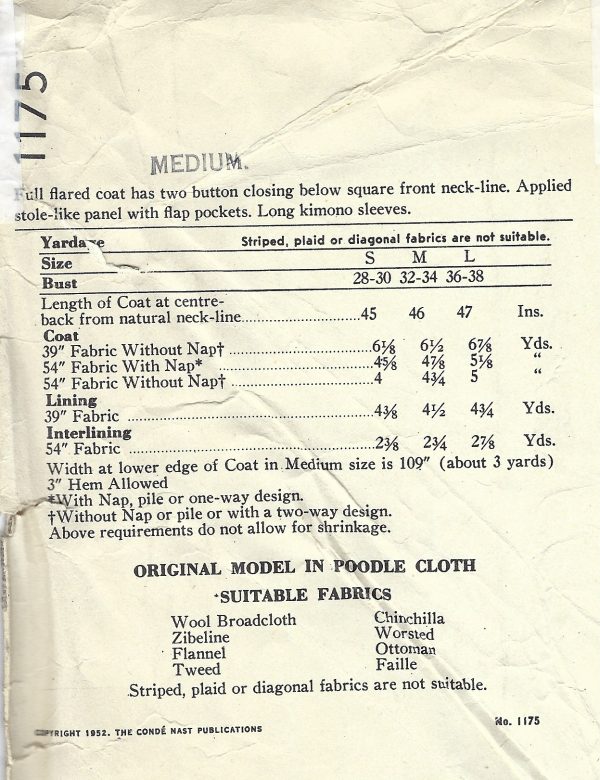 1175
MEDIUM.
Full flared coat has two button closing below square front neck-line. Applied
stole-like panel with flap pockets. Long kimono sleeves.
Yardage Striped, plaid or diagonal fabrics are not suitable.
Size S M L
Bust 28-30 32-34 36-38
Length of Coat at centre-
back from natural neck-line 45 46 47 Ins.
Coat
39″ Fabric Without Nap† 6⅛ 6½ 6⅞ Yds.
54″ Fabric With Nap* 4⅝ 4⅞ 5⅛ “
54″ Fabric Without Nap† 4 4¾ 5 “
Lining
39″ Fabric 4⅜ 4½ 4¾ Yds.
Interlining
54″ Fabric 2⅜ 2¾ 2⅞ Yds.
Width at lower edge of Coat in Medium size is 109″ (about 3 yards)
3″ Hem Allowed
*With Nap, pile or one-way design.
†Without Nap or pile or with a two-way design.
Above requirements do not allow for shrinkage.
ORIGINAL MODEL IN POODLE CLOTH
SUITABLE FABRICS
Wool Broadcloth Chinchilla
Zibeline Worsted
Flannel Ottoman
Tweed Faille
Striped, plaid or diagonal fabrics are not suitable.
COPYRIGHT 1952. THE CONDÉ NAST PUBLICATIONS No. 1175